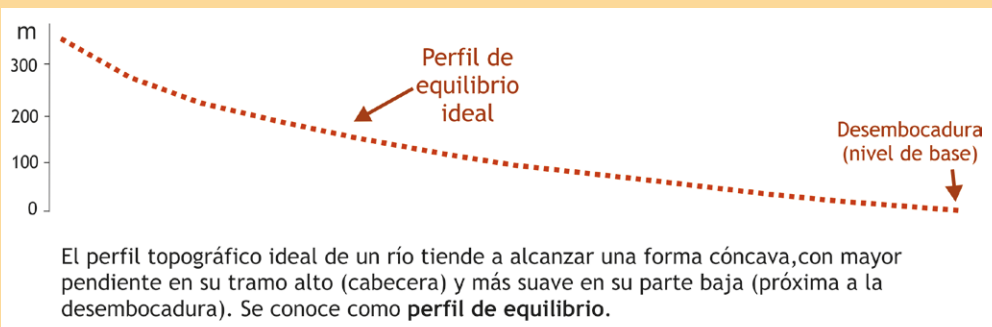 m
300
200
100
0
Perfil de
equilibrio
ideal
Desembocadura
(nivel de base)
El perfil topográfico ideal de un río tiende a alcanzar una forma cóncava,con mayor
pendiente en su tramo alto (cabecera) y más suave en su parte baja (próxima a la
desembocadura). Se conoce como perfil de equilibrio.